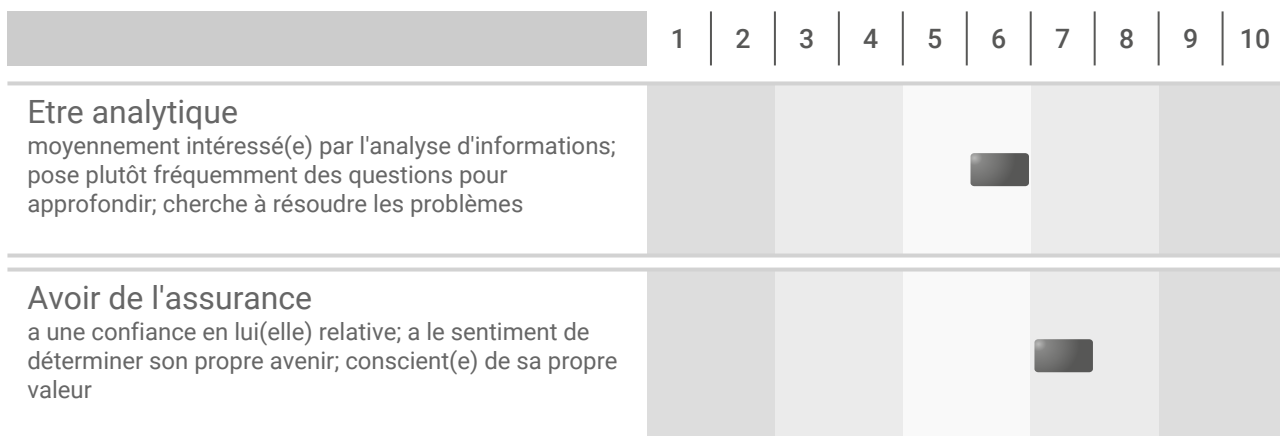 1 2 3 4 5 6 7 8 9 10
Etre analytique
moyennement intéressé(e) par l'analyse d'informations;
pose plutôt fréquemment des questions pour
approfondir; cherche à résoudre les problèmes
Avoir de l'assurance
a une confiance en lui(elle) relative; a le sentiment de
déterminer son propre avenir; conscient(e) de sa propre
valeur